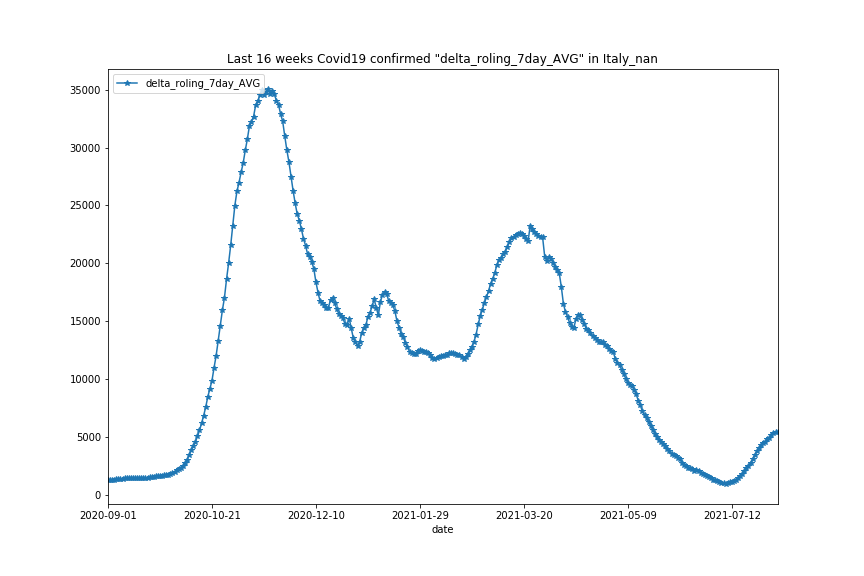 Last 16 weeks Covid19 confirmed "delta_roling_7day_AVG" in Italy_nan
delta_roling_7day_AVG
35000
30000
25000
20000
15000
10000
5000
0
2020-09-01 2020-10-21 2020-12-10 2021-01-29 2021-03-20 2021-05-09 2021-07-12
date